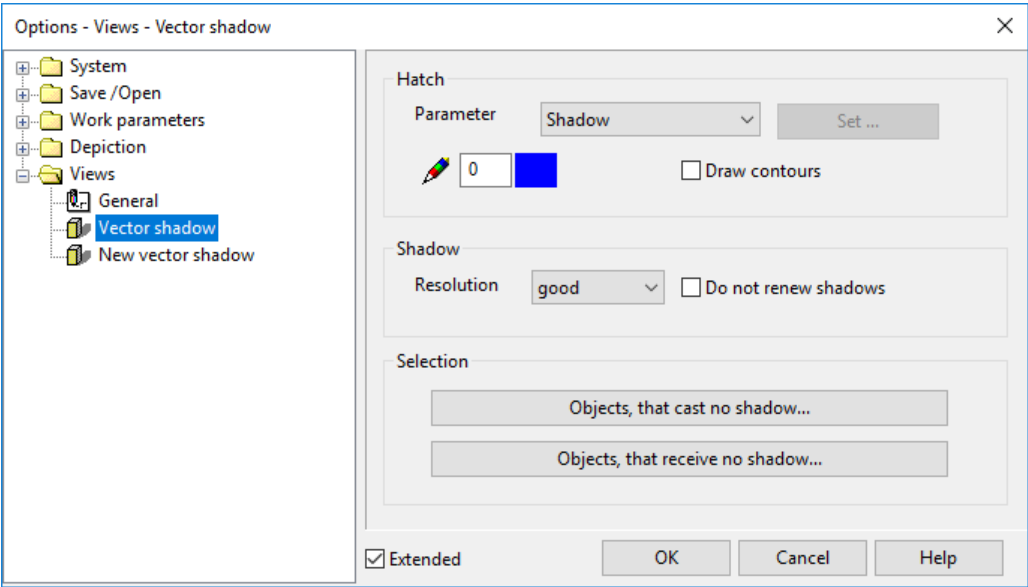 Options - Views - Vector shadow
System
Save /Open
Work parameters
Depiction
Views
General
Vector shadow
New vector shadow
Hatch
Parameter Shadow Set ...
0 Draw contours
Shadow
Resolution good Do not renew shadows
Selection
Objects, that cast no shadow...
Objects, that receive no shadow...
Extended OK Cancel Help